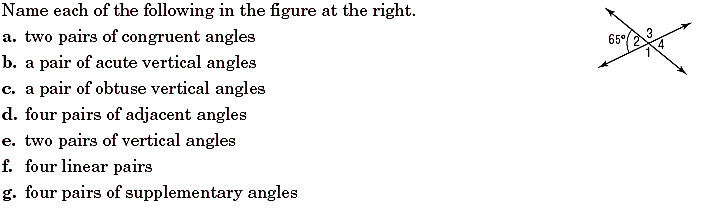 Name each of the following in the figure at the right.
a. two pairs of congruent angles
b. a pair of acute vertical angles
c. a pair of obtuse vertical angles
d. four pairs of adjacent angles
e. two pairs of vertical angles
f. four linear pairs
g. four pairs of supplementary angles
3
65° 2 4
1